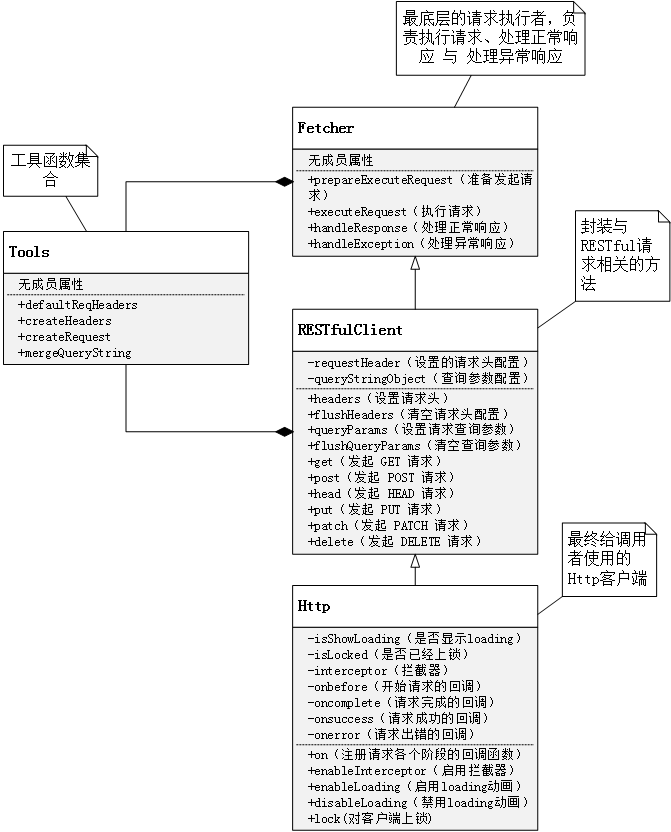 最底层的请求执行者，负
责执行请求、处理正常响
应 与 处理异常响应
Fetcher
无成员属性
+prepareExecuteRequest（准备发起请
求）
+executeRequest（执行请求）
+handleResponse（处理正常响应）
+handleException（处理异常响应）
工具函数集
合
Tools
无成员属性
+defaultReqHeaders
+createHeaders
+createRequest
+mergeQueryString
封装与
RESTful请
求相关的方
法
RESTfulClient
-requestHeader（设置的请求头配置）
-queryStringObject（查询参数配置）
+headers（设置请求头）
+flushHeaders（清空请求头配置）
+queryParams（设置请求查询参数）
+flushQueryParams（清空查询参数）
+get（发起 GET 请求）
+post（发起 POST 请求）
+head（发起 HEAD 请求）
+put（发起 PUT 请求）
+patch（发起 PATCH 请求）
+delete（发起 DELETE 请求）
最终给调用
者使用的
Http客户端
Http
-isShowLoading（是否显示loading）
-isLocked（是否已经上锁）
-interceptor（拦截器）
-onbefore（开始请求的回调）
-oncomplete（请求完成的回调）
-onsuccess（请求成功的回调）
-onerror（请求出错的回调）
+on（注册请求各个阶段的回调函数）
+enableInterceptor（启用拦截器）
+enableLoading（启用loading动画）
+disableLoading（禁用loading动画）
+lock(对客户端上锁)